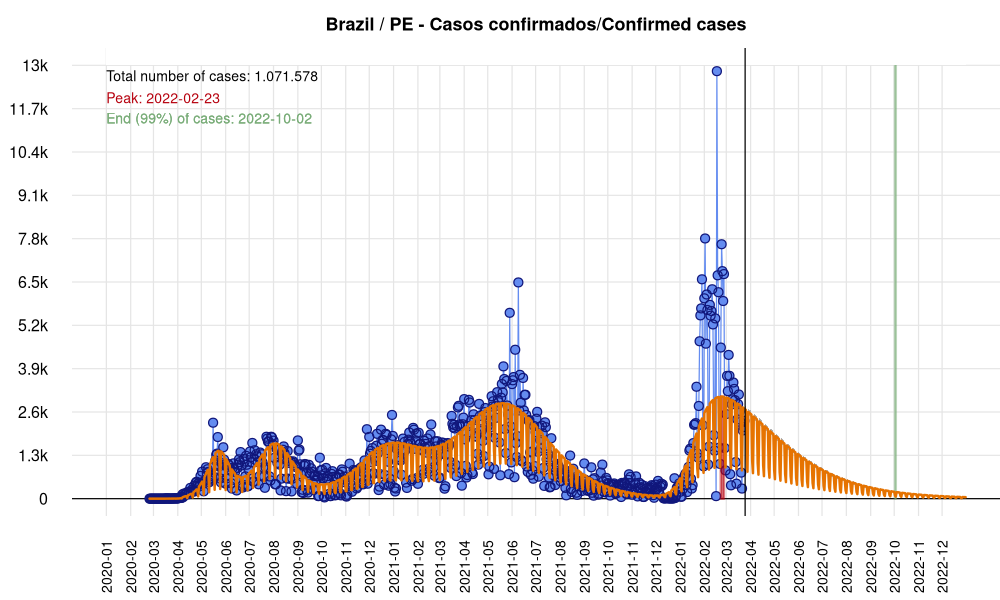 Brazil / PE - Casos confirmados/Confirmed cases
Total number of cases: 1.071.578
Peak: 2022-02-23
End (99%) of cases: 2022-10-02
13k
11.7k
10.4k
9.1k
7.8k
6.5k
5.2k
3.9k
2.6k
1.3k
0
2020-01
2020-02
2020-03
2020-04
2020-05
2020-06
2020-07
2020-08
2020-09
2020-10
2020-11
2020-12
2021-01
2021-02
2021-03
2021-04
2021-05
2021-06
2021-07
2021-08
2021-09
2021-10
2021-11
2021-12
2022-01
2022-02
2022-03
2022-04
2022-05
2022-06
2022-07
2022-08
2022-09
2022-10
2022-11
2022-12